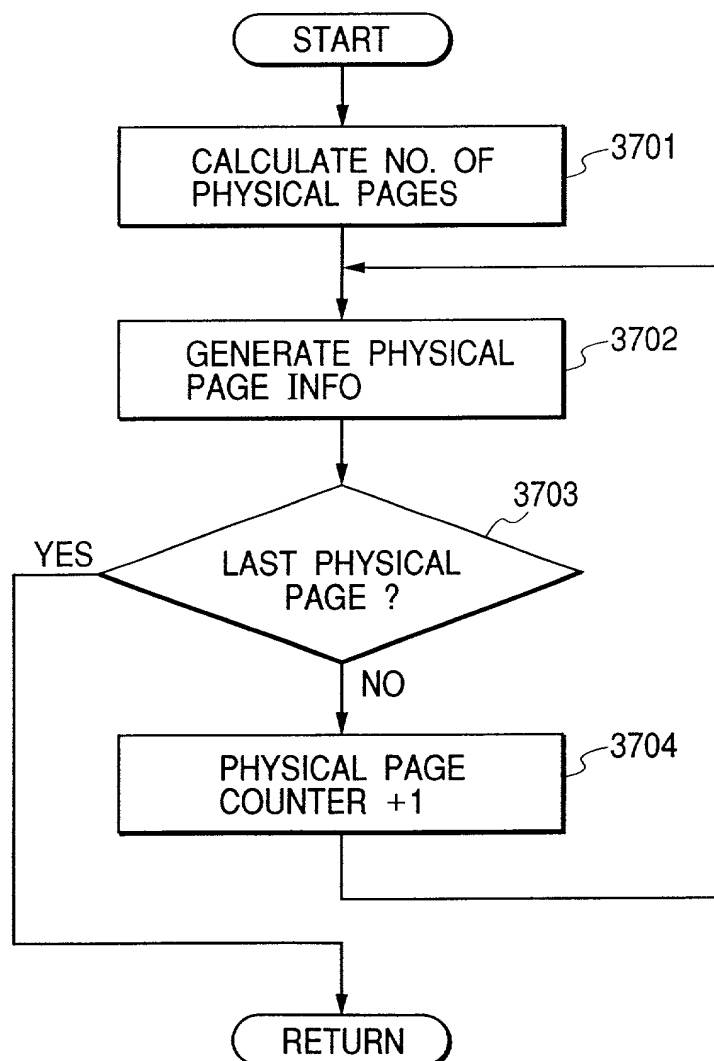 START
CALCULATE NO. OF
PHYSICAL PAGES
3701
GENERATE PHYSICAL
PAGE INFO
3702
3703
YES
LAST PHYSICAL
PAGE ?
NO
PHYSICAL PAGE
COUNTER +1
3704
RETURN